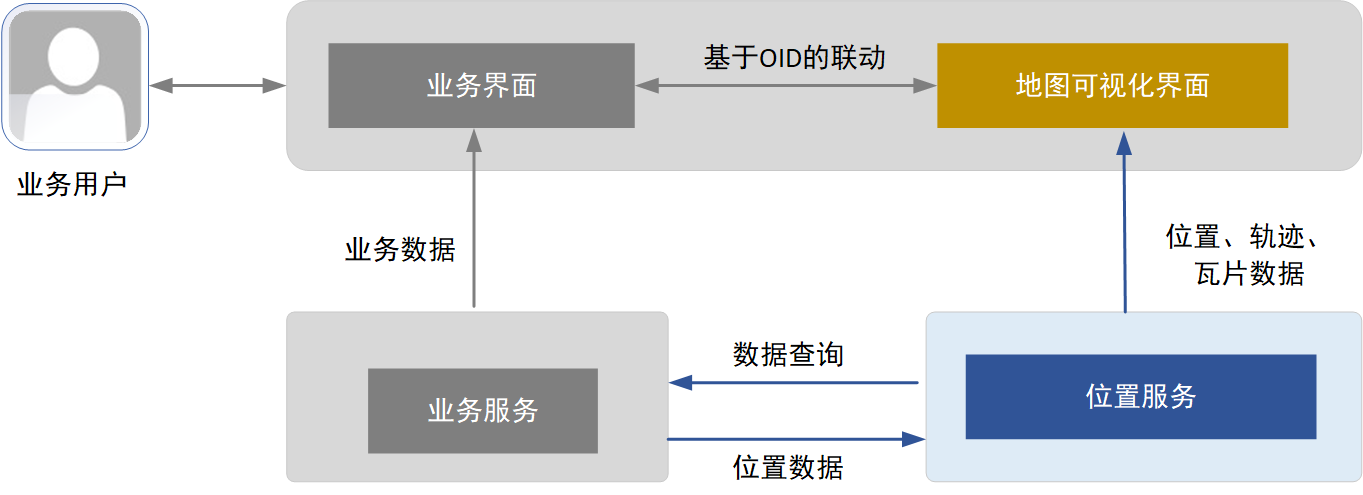 基于OID的联动
业务界面
地图可视化界面
业务用户
业务数据
位置、轨迹、
瓦片数据
数据查询
业务服务
位置服务
位置数据